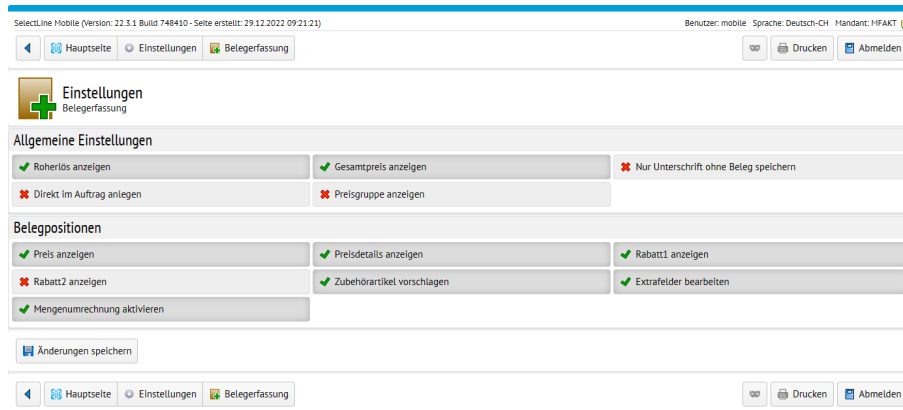 SelectLine Mobile (Version: 22.3.1 Build 748410 - Seite erstellt: 29.12.2022 09:21:21) Benutzer: mobile Sprache: Deutsch-CH Mandant: MFAKT
Hauptseite Einstellungen Belegerfassung Drucken Abmelden
Einstellungen
Belegerfassung
Allgemeine Einstellungen
Roherlös anzeigen Gesamtpreis anzeigen Nur Unterschrift ohne Beleg speichern
Direkt im Auftrag anlegen Preisgruppe anzeigen
Belegpositionen
Preis anzeigen Preisdetails anzeigen Rabatt1 anzeigen
Rabatt2 anzeigen Zubehörartikel vorschlagen Extrafelder bearbeiten
Mengenumrechnung aktivieren
Änderungen speichern
Hauptseite Einstellungen Belegerfassung Drucken Abmelden